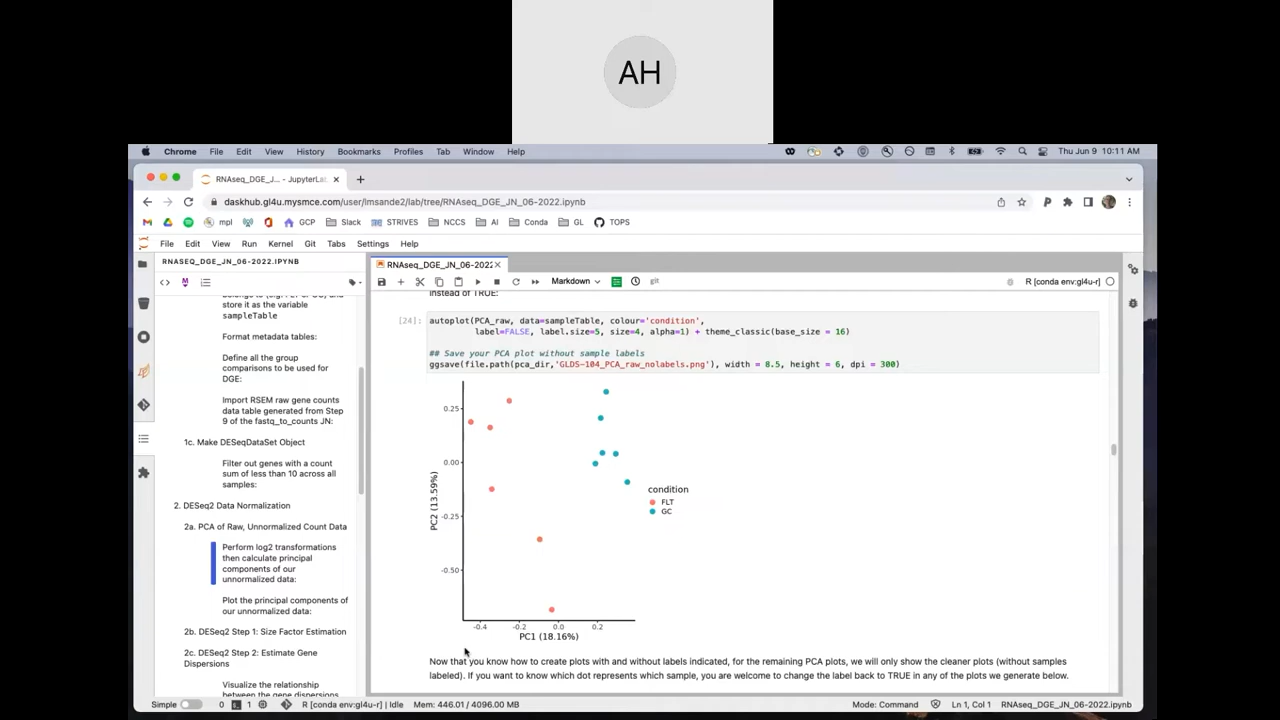 AH
Chrome File Edit View History Bookmarks Profiles Tab Window Help Thu Jun 9 10:11 AM
RNAseq_DGE_J... - JupyterLab
daskhub.gl4u.mysmce.com/user/lmsande2/lab/tree/RNAseq_DGE_JN_06-2022.ipynb
mpl GCP Slack STRIVES NCCS AI Conda GL TOPS
File Edit View Run Kernel Git Tabs Settings Help
RNASEQ_DGE_JN_06-2022.IPYNB
store it as the variable
sampleTable
Format metadata tables:
Define all the group
comparisons to be used for
DGE:
Import RSEM raw gene counts
data table generated from Step
9 of the fastq_to_counts JN:
1c. Make DESeqDataSet Object
Filter out genes with a count
sum of less than 10 across all
samples:
2. DESeq2 Data Normalization
2a. PCA of Raw, Unnormalized Count Data
Perform log2 transformations
then calculate principal
components of our
unnormalized data:
Plot the principal components of
our unnormalized data:
2b. DESeq2 Step 1: Size Factor Estimation
2c. DESeq2 Step 2: Estimate Gene
Dispersions
Visualize the relationship
between the gene dispersions
RNAseq_DGE_JN_06-2022
Markdown git R [conda env:gl4u-r]
instead of TRUE:
[24]: autoplot(PCA_raw, data=sampleTable, colour='condition',
label=FALSE, label.size=5, size=4, alpha=1) + theme_classic(base_size = 16)
## Save your PCA plot without sample labels
ggsave(file.path(pca_dir,'GLDS-104_PCA_raw_nolabels.png'), width = 8.5, height = 6, dpi = 300)
0.25
0.00
-0.25
-0.50
PC2 (13.59%)
-0.4 -0.2 0.0 0.2
PC1 (18.16%)
condition
FLT
GC
Now that you know how to create plots with and without labels indicated, for the remaining PCA plots, we will only show the cleaner plots (without samples
labeled). If you want to know which dot represents which sample, you are welcome to change the label back to TRUE in any of the plots we generate below.
Simple 0 1 R [conda env:gl4u-r] | Idle Mem: 446.01 / 4096.00 MB Mode: Command Ln 1, Col 1 RNAseq_DGE_JN_06-2022.ipynb